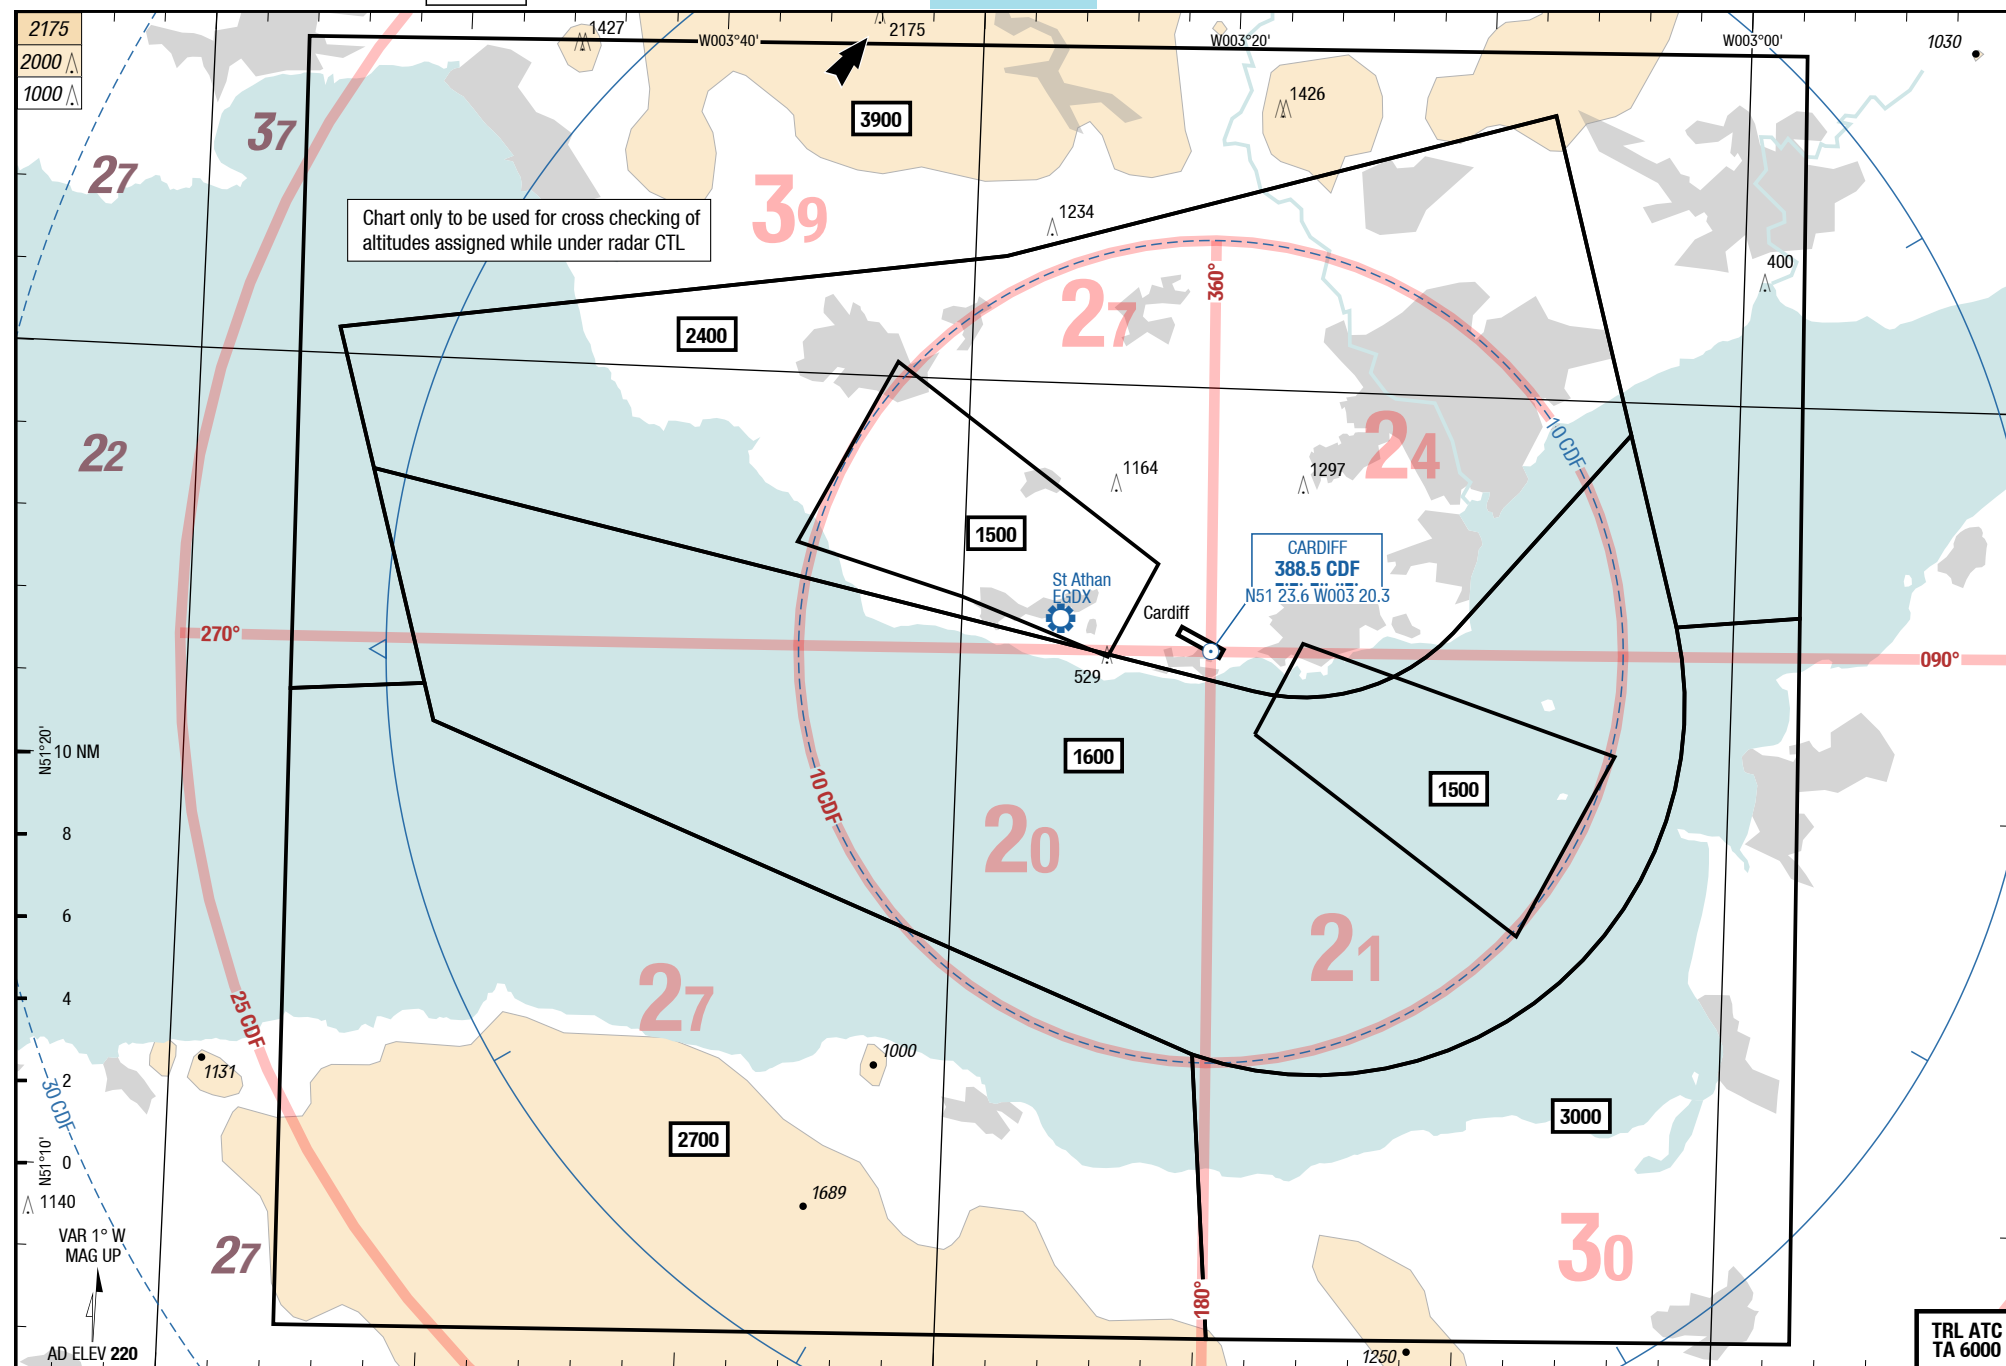 2175
2000
1000
1427
W003°40'
2175
W003°20'
W003°00'
1030
37
27
3900
1426
Chart only to be used for cross checking of
altitudes assigned while under radar CTL
39
1234
400
360°
27
2400
22
24
10 CDF
1164
1297
1500
CARDIFF
388.5 CDF
N51 23.6 W003 20.3
St Athan
EGDX
Cardiff
270°
090°
529
N51°20'
10 NM
1600
10 CDF
1500
8
20
6
21
27
4
25 CDF
1131
1000
2
30 CDF
2700
3000
N51°10'
0
1140
1689
VAR 1° W
MAG UP
27
30
180°
AD ELEV 220
1250
TRL ATC
TA 6000